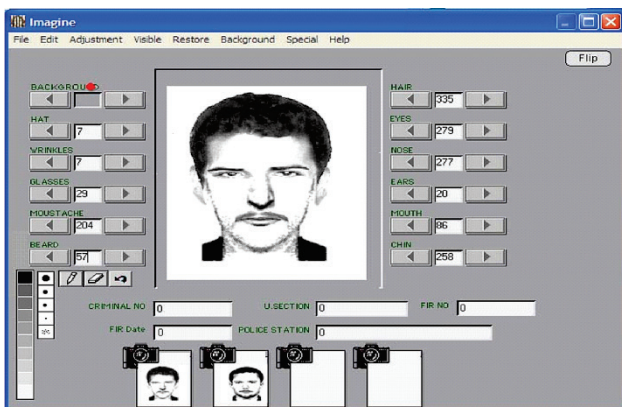 Imagine
File Edit Adjustment Visible Restore Background Special Help
Flip
BACKGROUND
HAT
7
WRINKLES
7
GLASSES
29
MOUSTACHE
204
BEARD
57
HAIR
335
EYES
279
NOSE
277
EARS
20
MOUTH
86
CHIN
258
CRIMINAL NO 0 U.SECTION 0 FIR NO 0
FIR Date 0 POLICE STATION 0